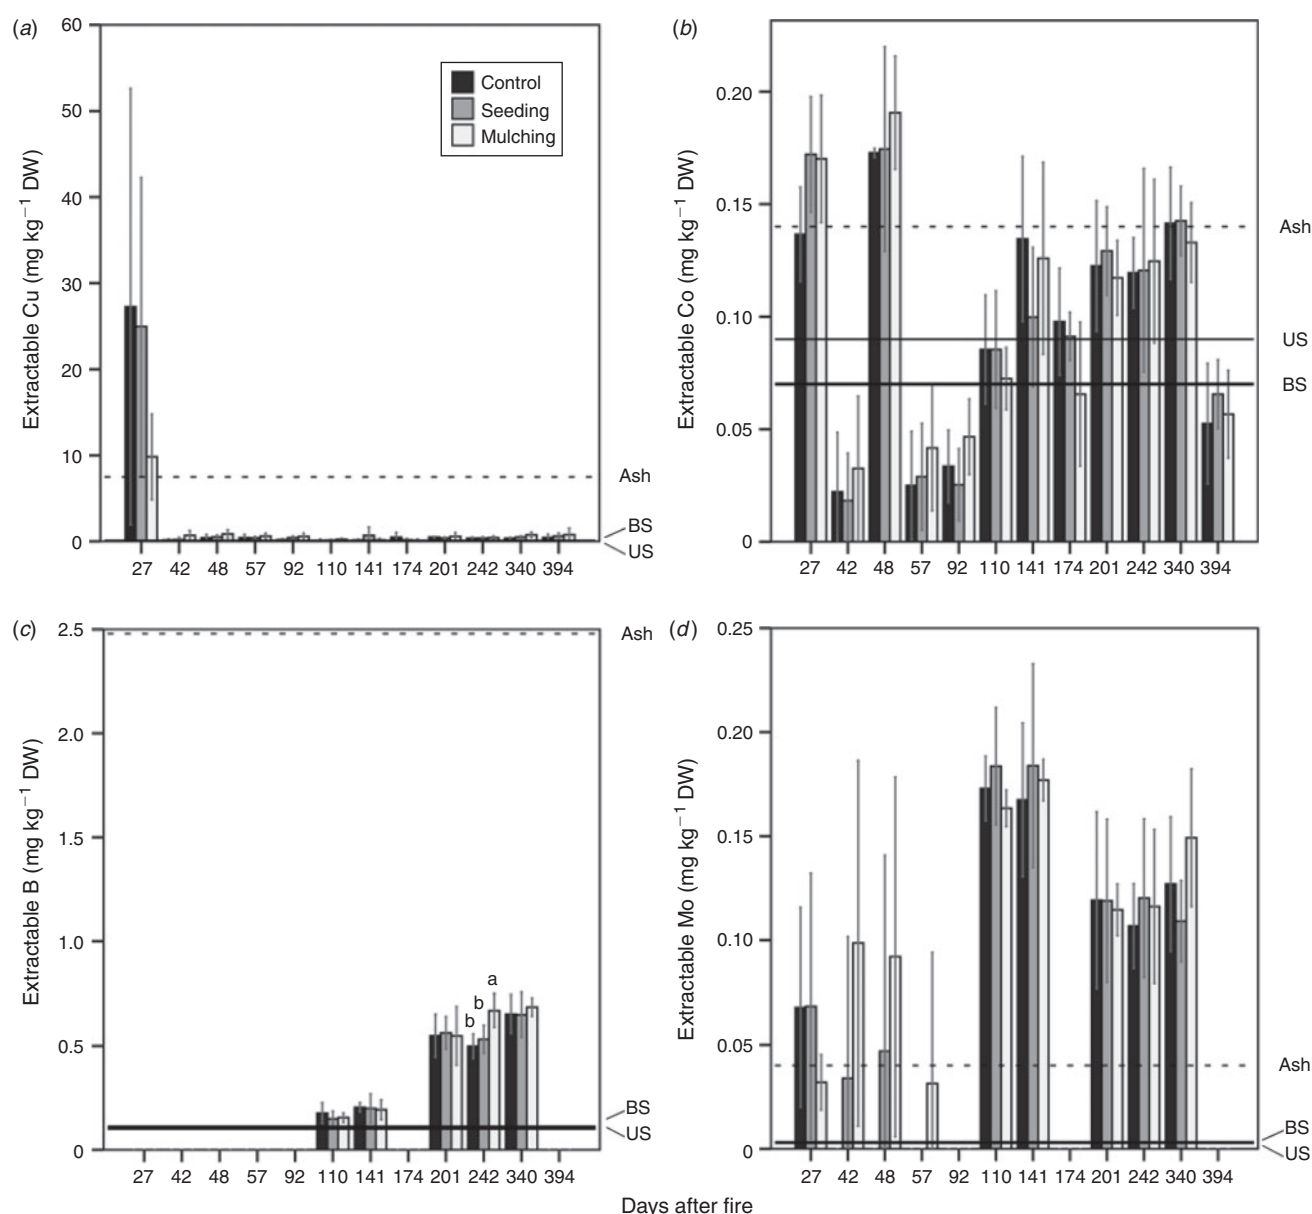 (a)
60
50
40
30
20
10
0
Extractable Cu (mg kg⁻¹ DW)
Control
Seeding
Mulching
Ash
BS
US
27 42 48 57 92 110 141 174 201 242 340 394
(b)
0.20
0.15
0.10
0.05
0
Extractable Co (mg kg⁻¹ DW)
Ash
US
BS
27 42 48 57 92 110 141 174 201 242 340 394
(c)
2.5
2.0
1.5
1.0
0.5
0
Extractable B (mg kg⁻¹ DW)
Ash
a
b
b
BS
US
27 42 48 57 92 110 141 174 201 242 340 394
(d)
0.25
0.20
0.15
0.10
0.05
0
Extractable Mo (mg kg⁻¹ DW)
Ash
BS
US
27 42 48 57 92 110 141 174 201 242 340 394
Days after fire